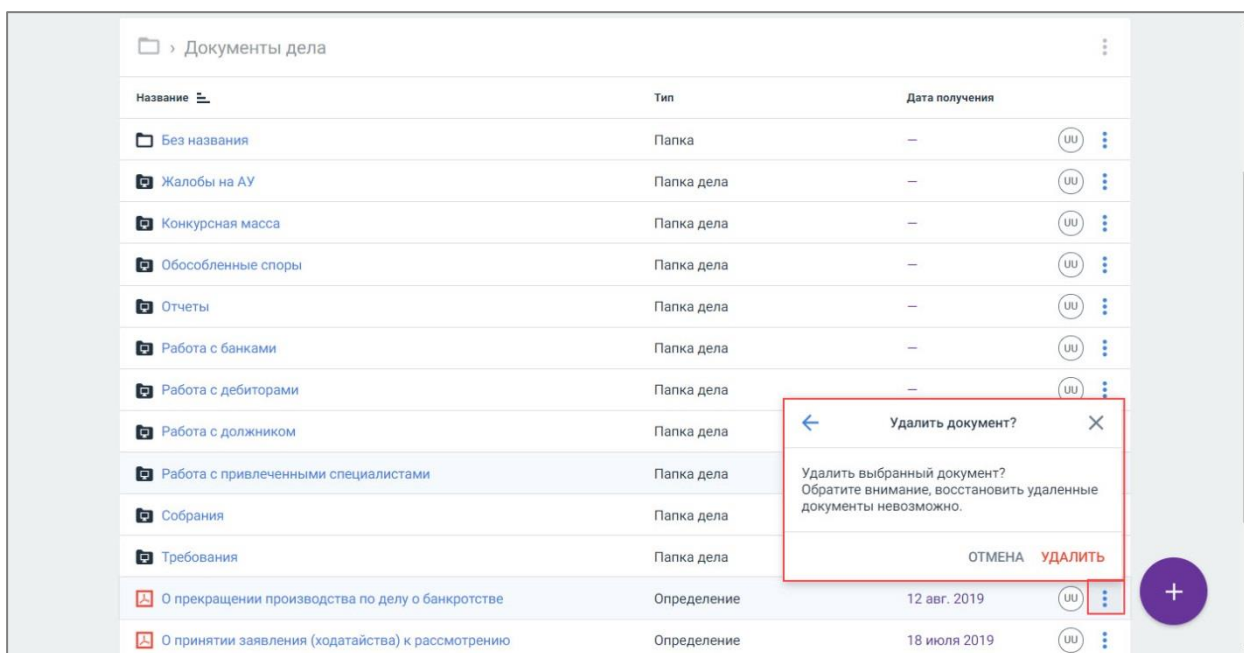 › Документы дела
Название Тип Дата получения
Без названия Папка — UU
Жалобы на АУ Папка дела — UU
Конкурсная масса Папка дела — UU
Обособленные споры Папка дела — UU
Отчеты Папка дела — UU
Работа с банками Папка дела — UU
Работа с дебиторами Папка дела — UU
Работа с должником Папка дела
Работа с привлеченными специалистами Папка дела
Собрания Папка дела
Требования Папка дела
Удалить документ?
Удалить выбранный документ?
Обратите внимание, восстановить удаленные
документы невозможно.
ОТМЕНА УДАЛИТЬ
О прекращении производства по делу о банкротстве Определение 12 авг. 2019 UU
О принятии заявления (ходатайства) к рассмотрению Определение 18 июля 2019 UU